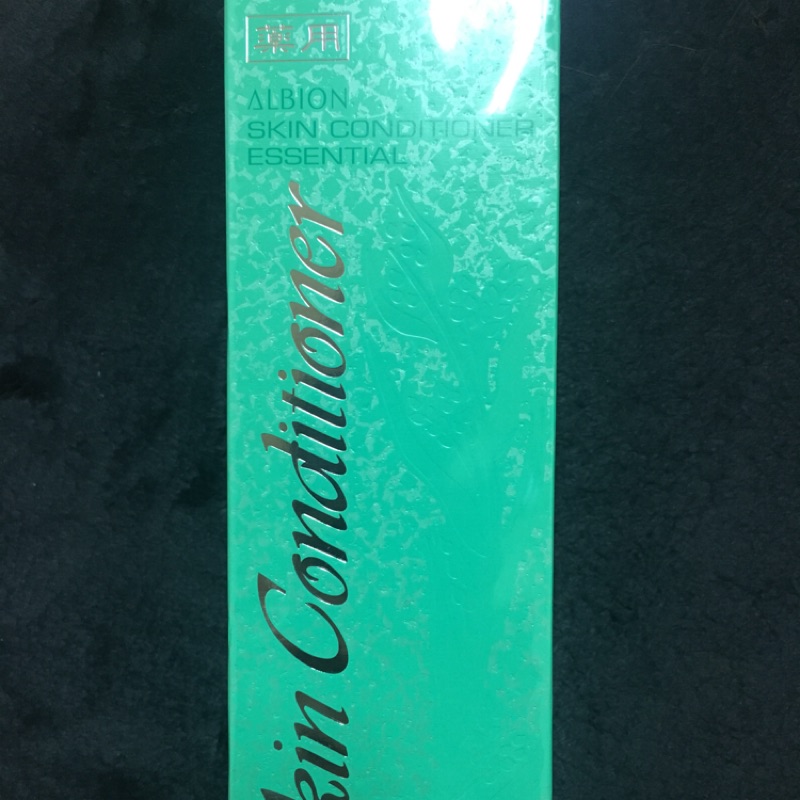 薬用
ALBION
SKIN CONDITIONER
ESSENTIAL
kin Conditioner